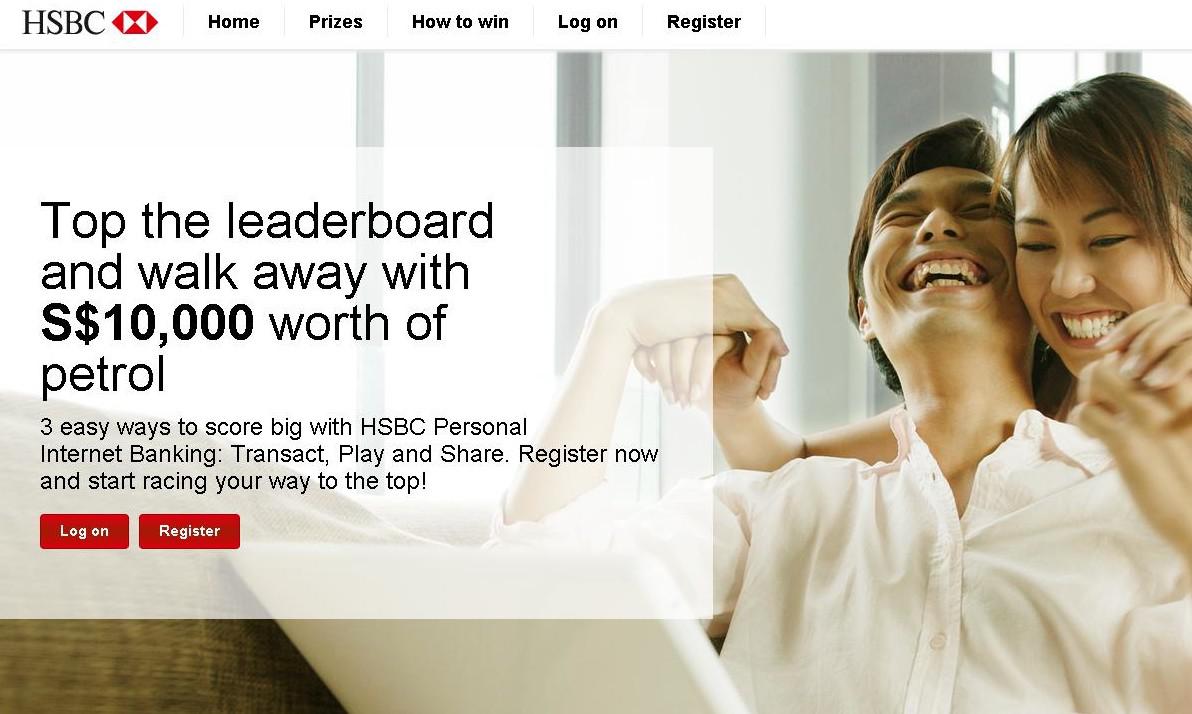 HSBC Home Prizes How to win Log on Register
Top the leaderboard
and walk away with
S$10,000 worth of
petrol
3 easy ways to score big with HSBC Personal
Internet Banking: Transact, Play and Share. Register now
and start racing your way to the top!
Log on Register